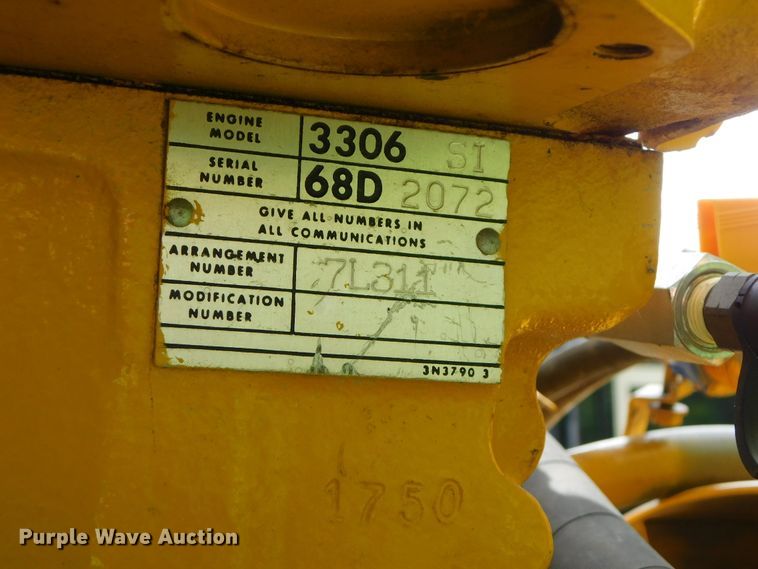 ENGINE MODEL 3306 SI
SERIAL NUMBER 68D 2072
GIVE ALL NUMBERS IN
ALL COMMUNICATIONS
ARRANGEMENT NUMBER 7L311
MODIFICATION NUMBER
3N3790 3
1750
Purple Wave Auction